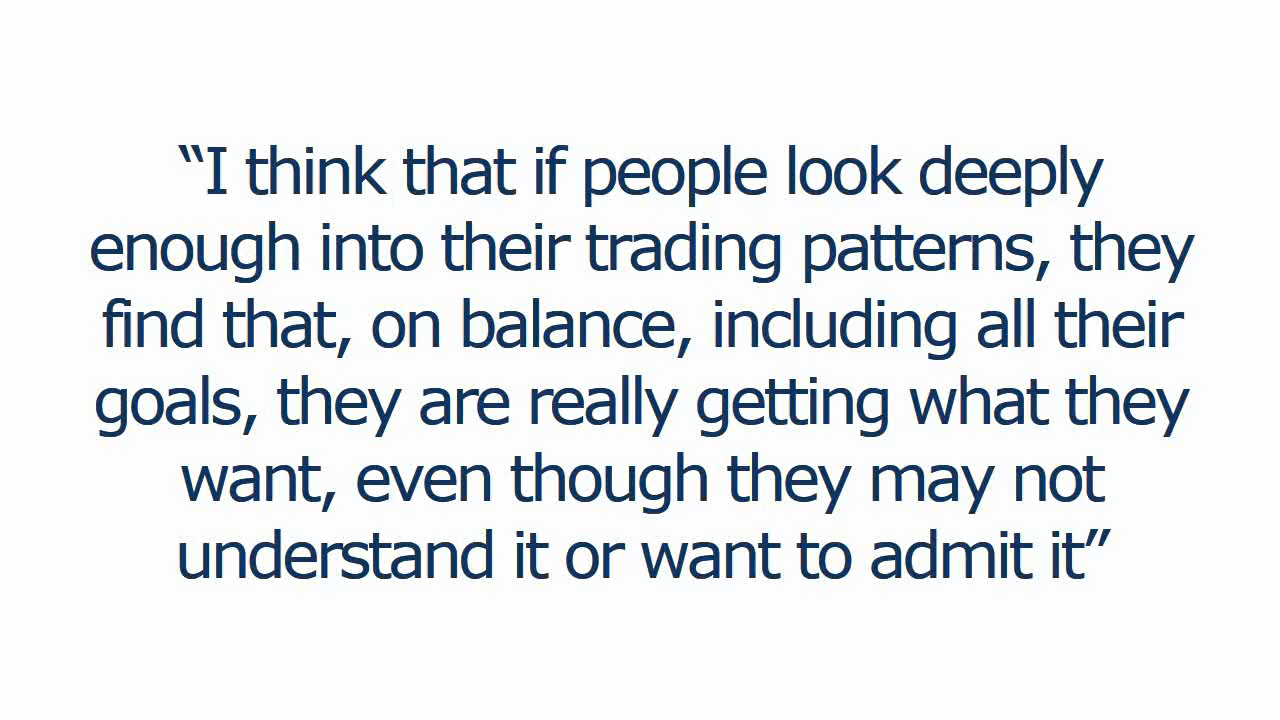 “I think that if people look deeply
enough into their trading patterns, they
find that, on balance, including all their
goals, they are really getting what they
want, even though they may not
understand it or want to admit it”